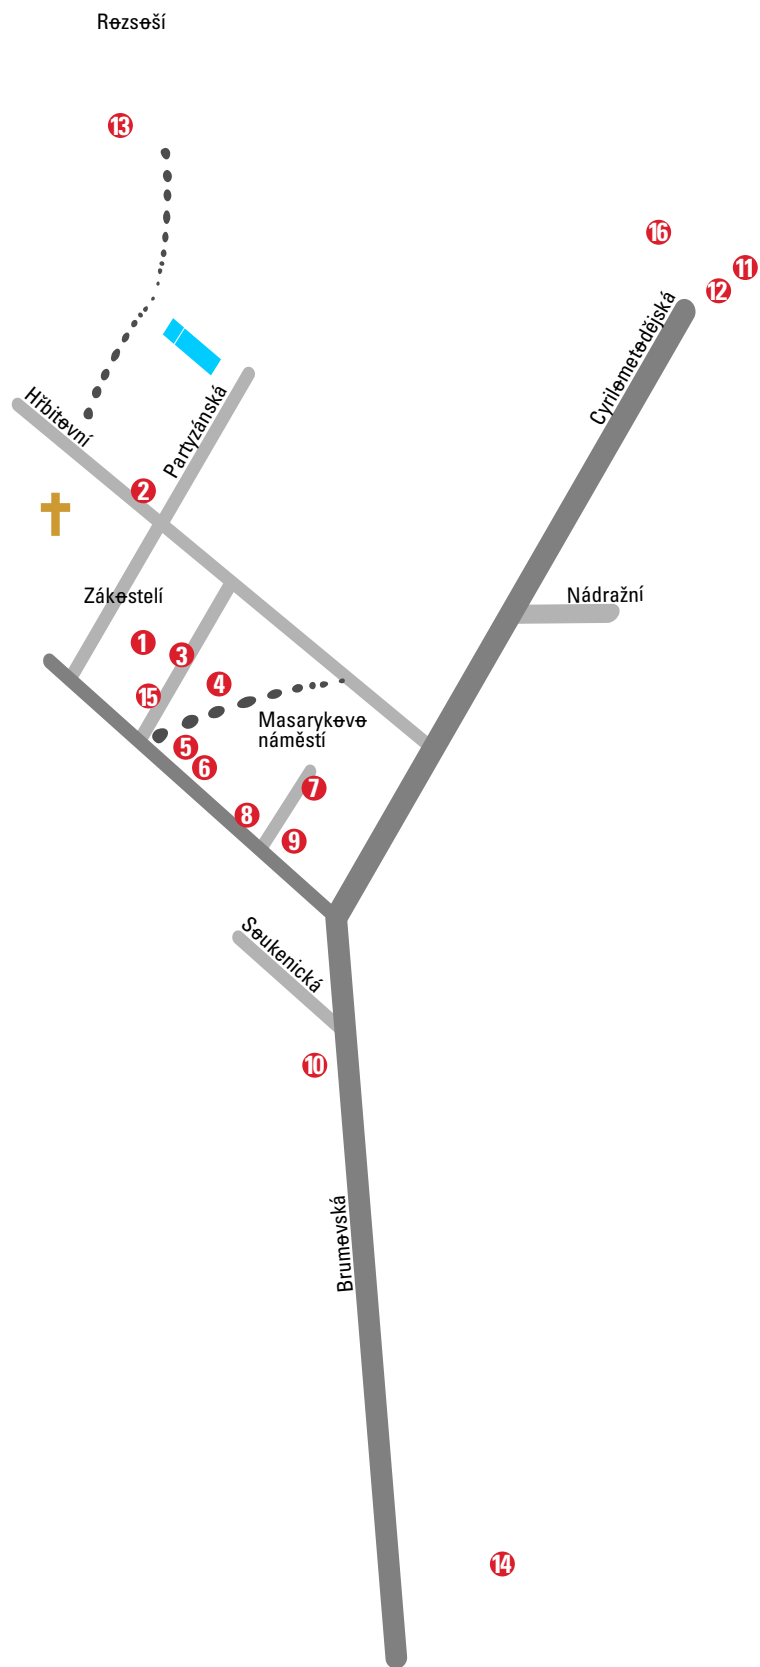 Rozsoší
13
16
11
12
Cyrilometodějská
Hřbitovní
Partyzánská
2
Zákostelí
Nádražní
1
3
4
15
Masarykovo
náměstí
5
6
7
8
9
Soukenická
10
Brumovská
14